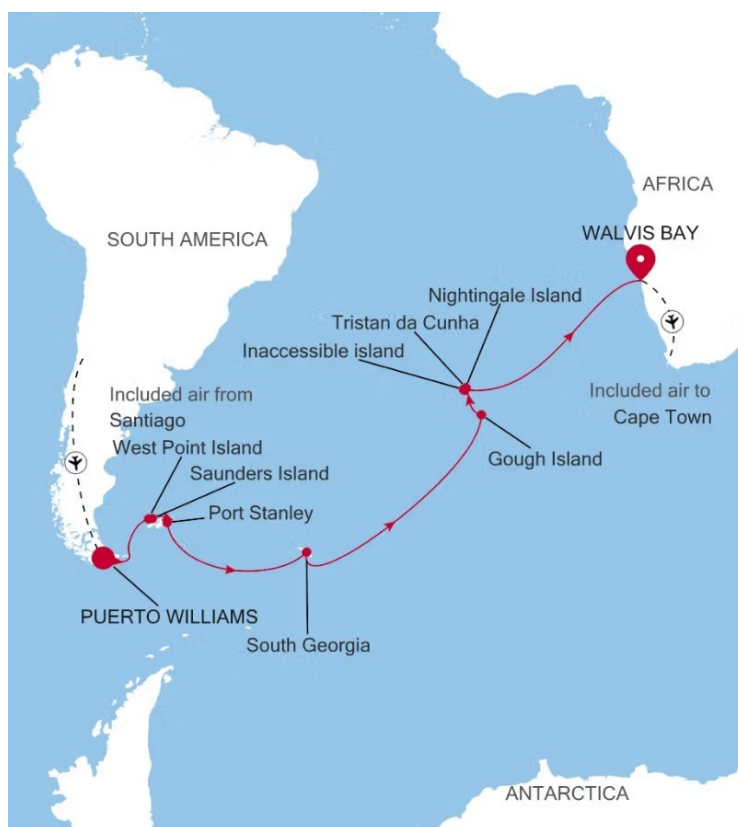 AFRICA
SOUTH AMERICA
WALVIS BAY
Nightingale Island
Tristan da Cunha
Inaccessible island
Included air from
Santiago
Included air to
Cape Town
West Point Island
Gough Island
Saunders Island
Port Stanley
PUERTO WILLIAMS
South Georgia
ANTARCTICA